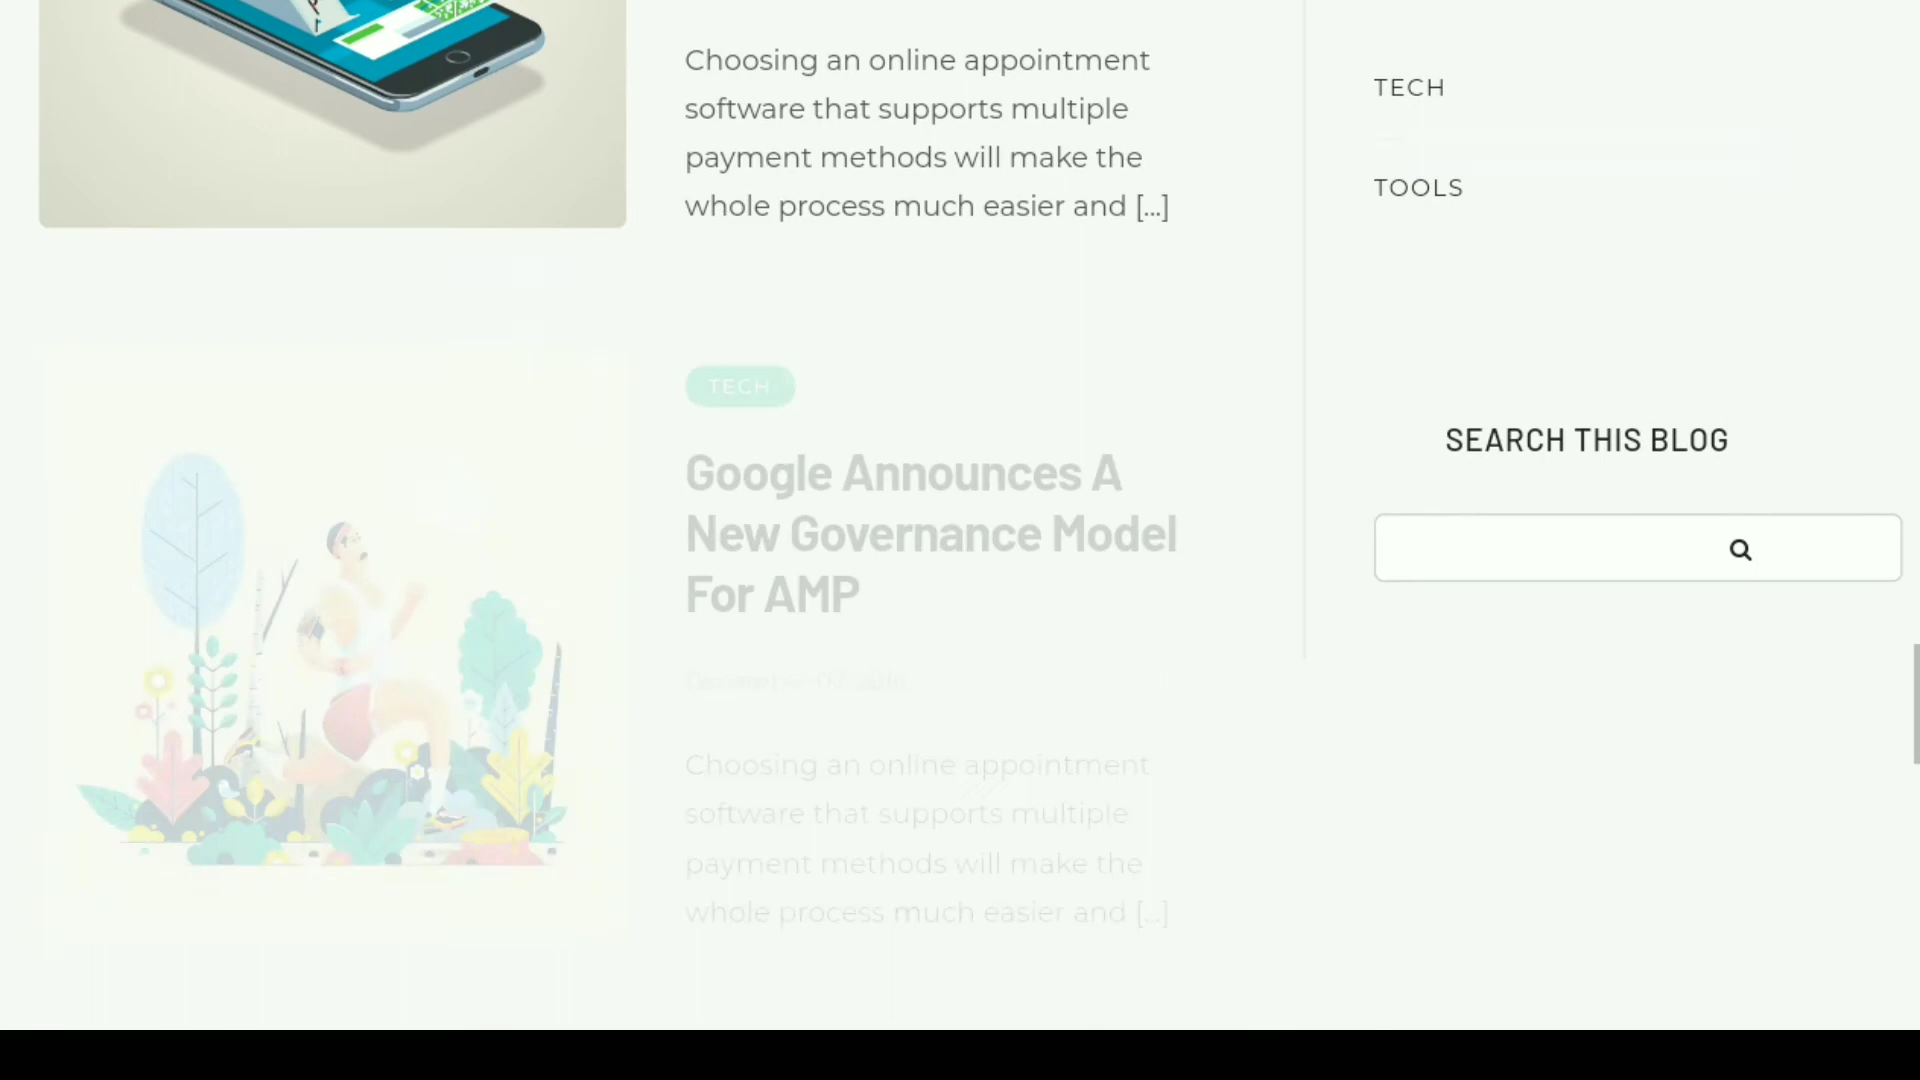 Choosing an online appointment
software that supports multiple
payment methods will make the
whole process much easier and [...]
TECH
Google Announces A
New Governance Model
For AMP
Choosing an online appointment
software that supports multiple
payment methods will make the
whole process much easier and [...]
TECH
TOOLS
SEARCH THIS BLOG